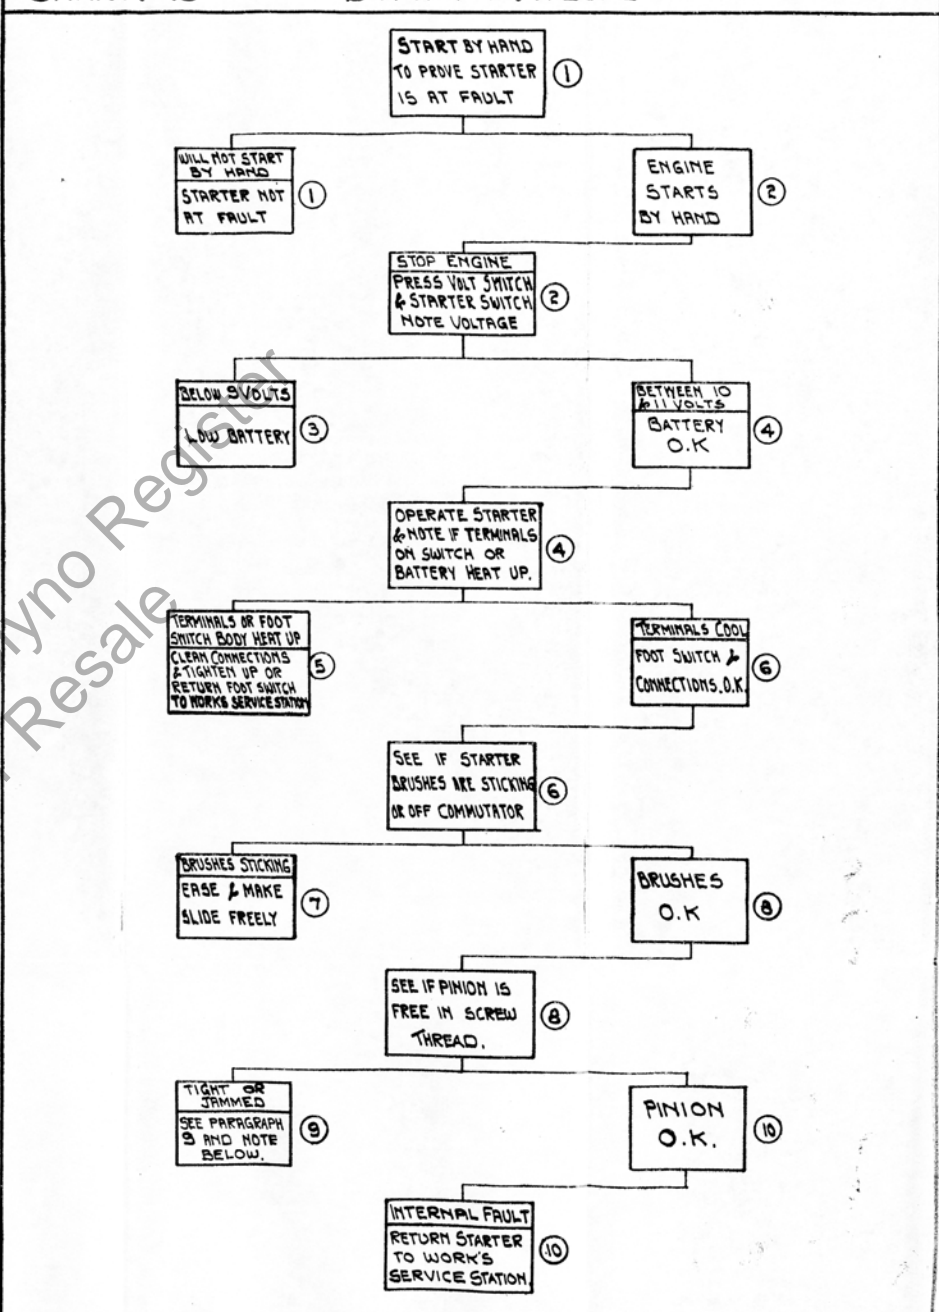 START BY HAND
TO PROVE STARTER
IS AT FAULT
1
WILL NOT START
BY HAND
STARTER NOT
AT FAULT
1
ENGINE
STARTS
BY HAND
2
STOP ENGINE
PRESS VOLT SWITCH
& STARTER SWITCH
NOTE VOLTAGE
2
BELOW 9 VOLTS
LOW BATTERY
3
BETWEEN 10
& 11 VOLTS
BATTERY
O.K
4
OPERATE STARTER
& NOTE IF TERMINALS
ON SWITCH OR
BATTERY HEAT UP.
4
TERMINALS OR FOOT
SWITCH BODY HEAT UP
CLEAN CONNECTIONS
& TIGHTEN UP OR
RETURN FOOT SWITCH
TO WORKS SERVICE STATION
5
TERMINALS COOL
FOOT SWITCH &
CONNECTIONS. O.K.
6
SEE IF STARTER
BRUSHES ARE STICKING
OR OFF COMMUTATOR
6
BRUSHES STICKING
EASE & MAKE
SLIDE FREELY
7
BRUSHES
O.K
8
SEE IF PINION IS
FREE IN SCREW
THREAD.
8
TIGHT OR
JAMMED
SEE PARAGRAPH
9 AND NOTE
BELOW.
9
PINION
O.K.
10
INTERNAL FAULT
RETURN STARTER
TO WORK'S
SERVICE STATION.
10
Register
Resale